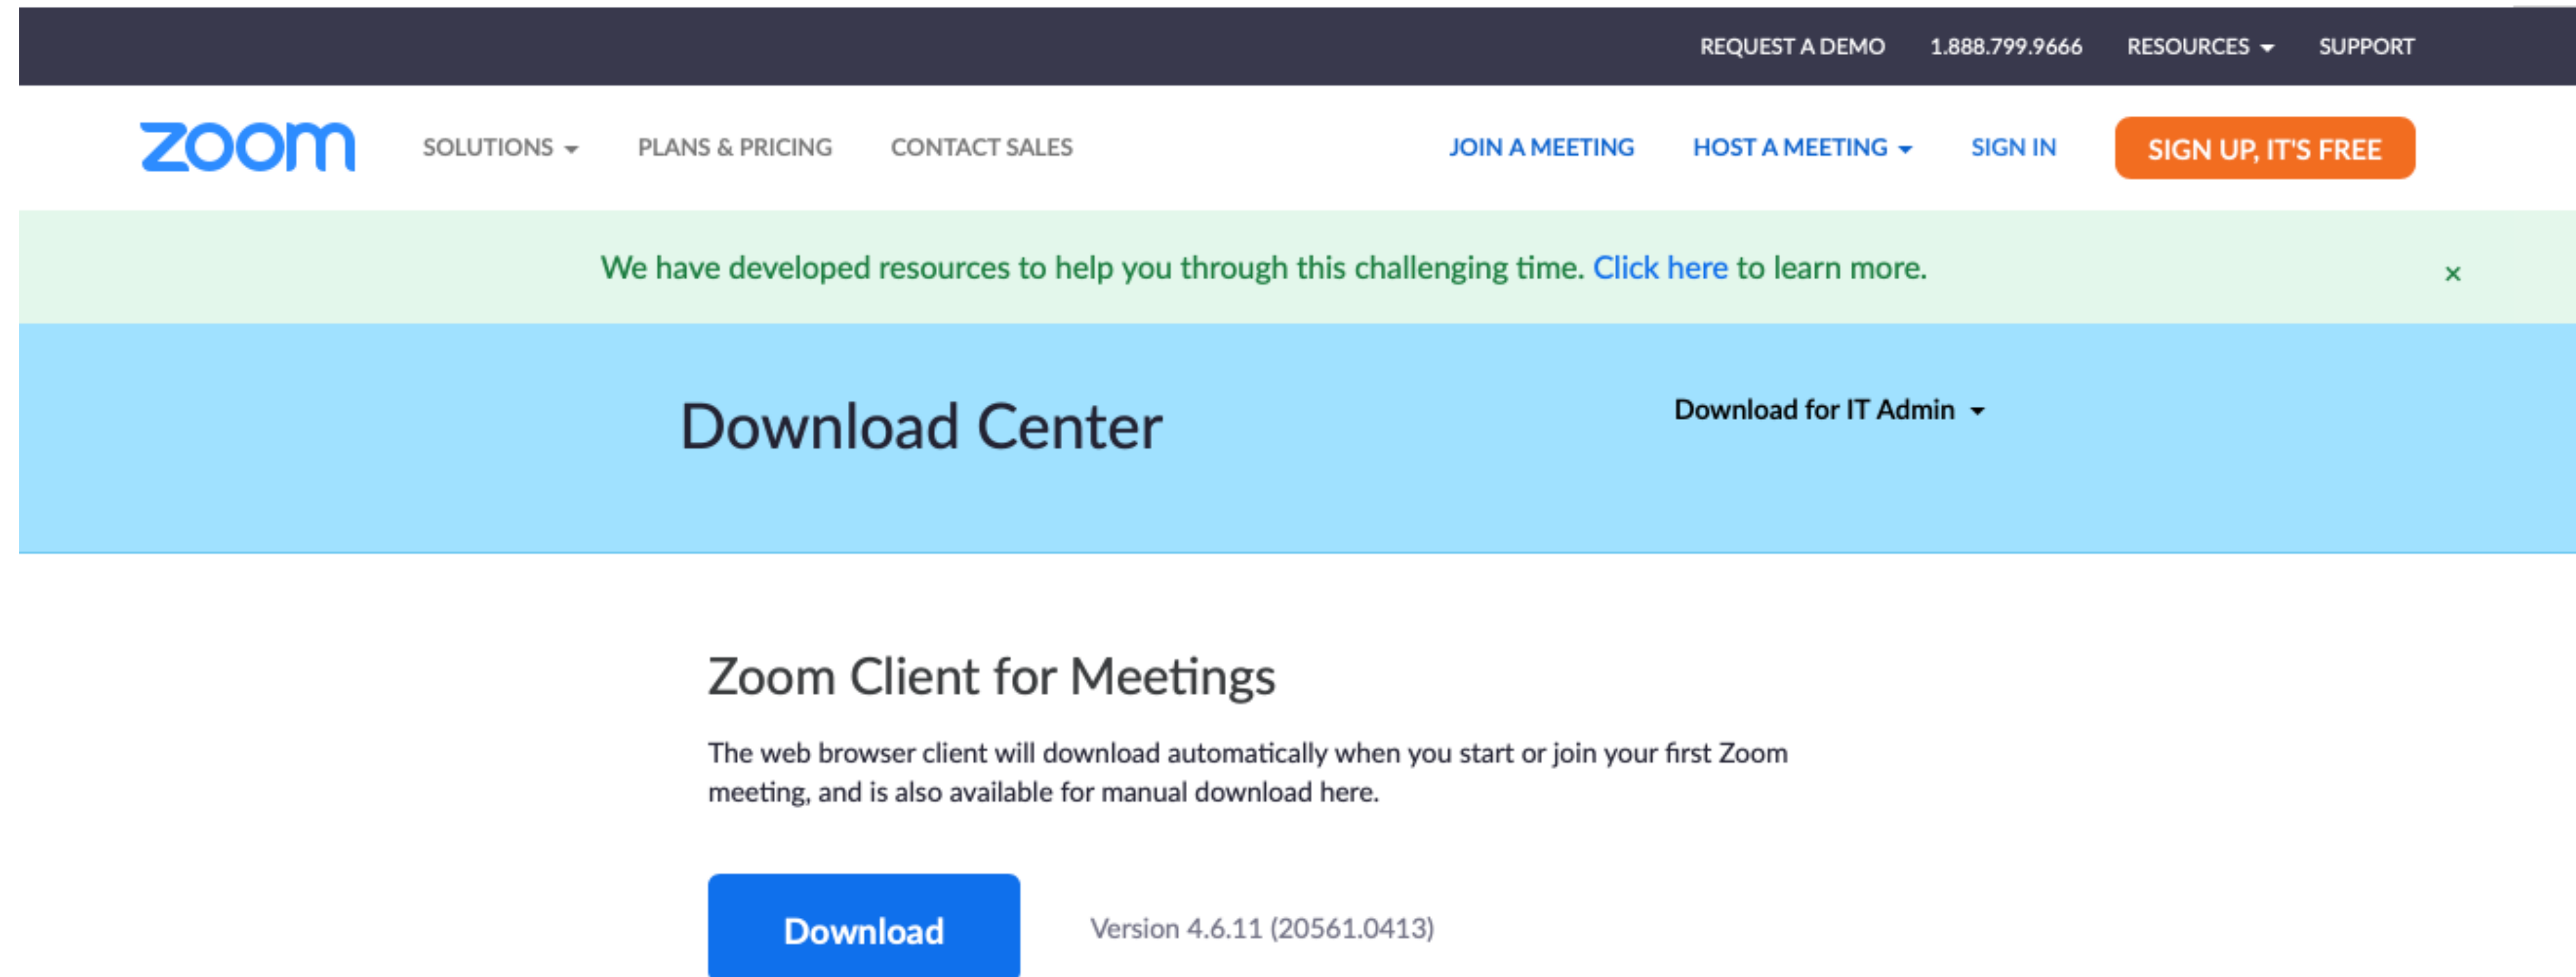 REQUEST A DEMO 1.888.799.9666 RESOURCES SUPPORT
zoom SOLUTIONS PLANS & PRICING CONTACT SALES JOIN A MEETING HOST A MEETING SIGN IN SIGN UP, IT'S FREE
We have developed resources to help you through this challenging time. Click here to learn more. ×
Download Center Download for IT Admin
Zoom Client for Meetings
The web browser client will download automatically when you start or join your first Zoom
meeting, and is also available for manual download here.
Download Version 4.6.11 (20561.0413)